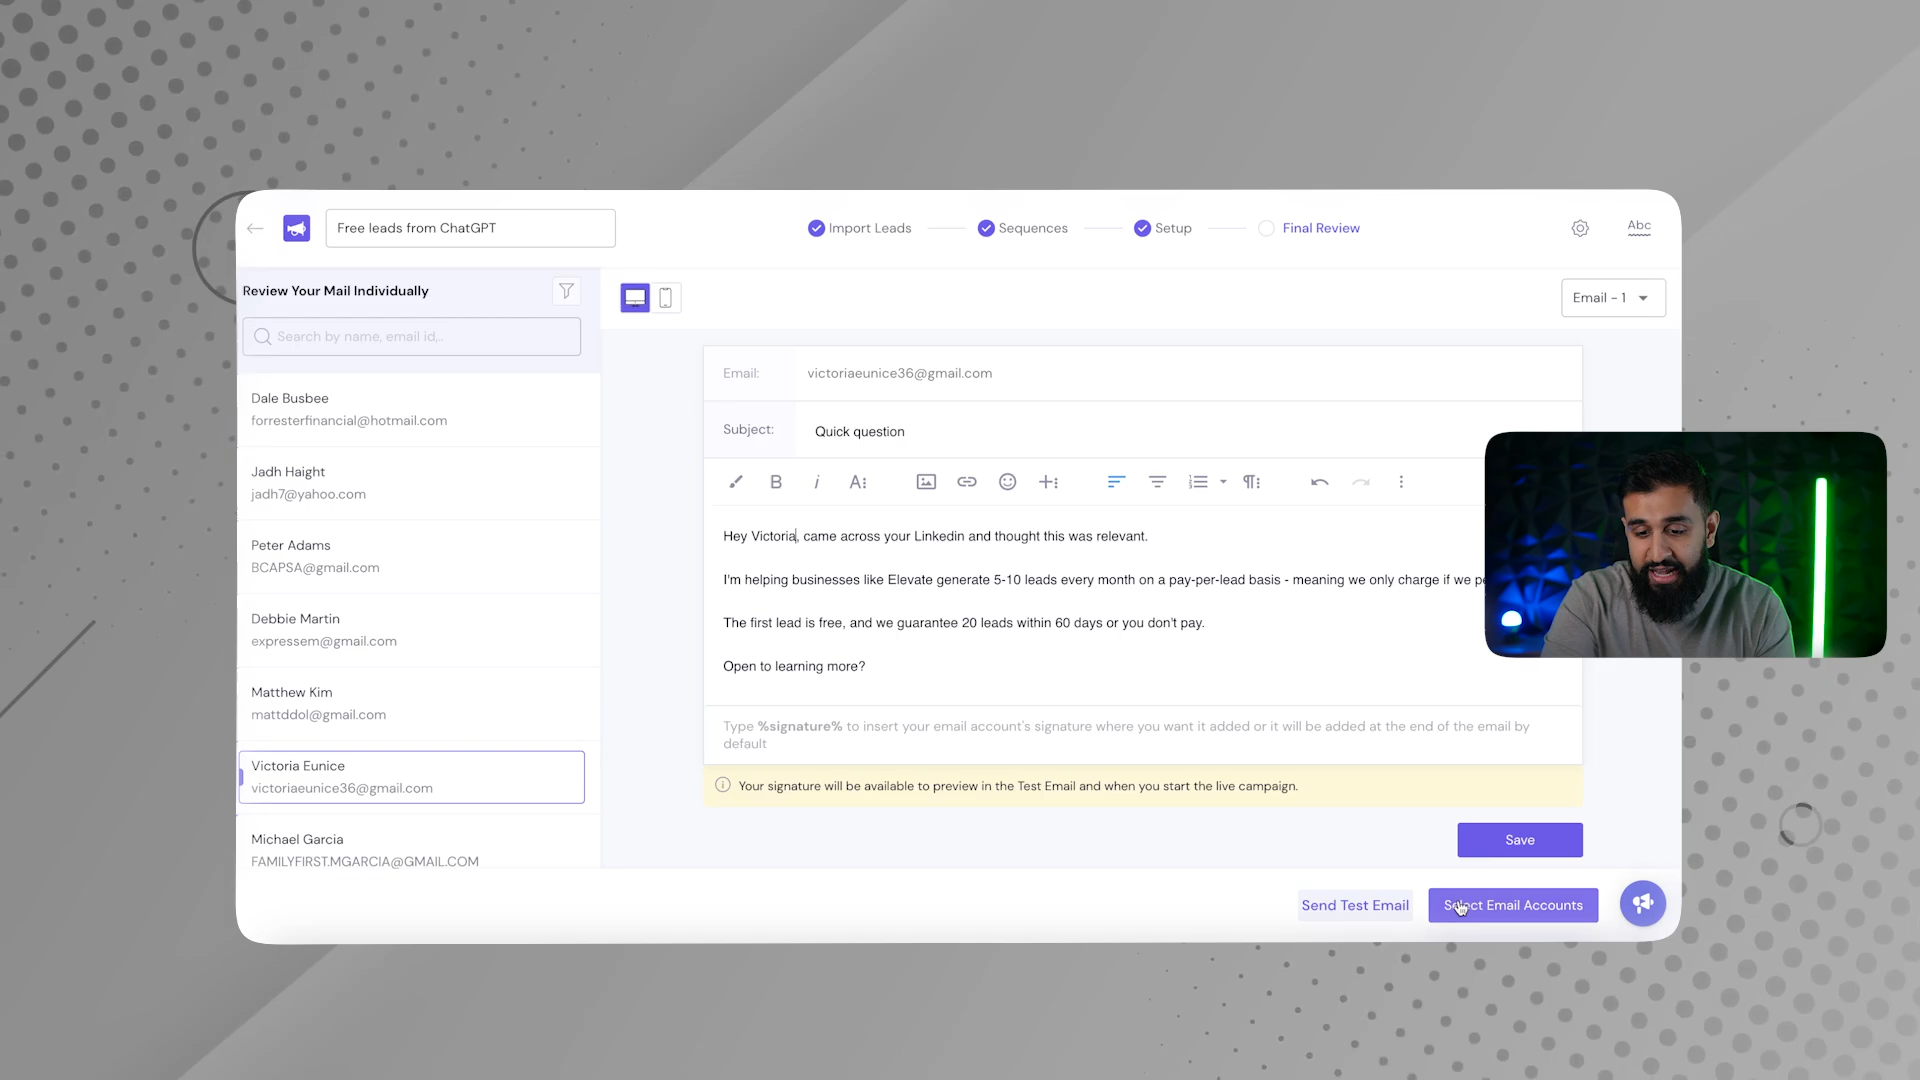 Free leads from ChatGPT
Import Leads
Sequences
Setup
Final Review
Abc
Review Your Mail Individually
Search by name, email id,..
Dale Busbee
forresterfinancial@hotmail.com
Jadh Haight
jadh7@yahoo.com
Peter Adams
BCAPSA@gmail.com
Debbie Martin
expressem@gmail.com
Matthew Kim
mattddol@gmail.com
Victoria Eunice
victoriaeunice36@gmail.com
Michael Garcia
FAMILYFIRST.MGARCIA@GMAIL.COM
Email - 1
Email: victoriaeunice36@gmail.com
Subject: Quick question
Hey Victoria, came across your Linkedin and thought this was relevant.
I'm helping businesses like Elevate generate 5-10 leads every month on a pay-per-lead basis - meaning we only charge if we
The first lead is free, and we guarantee 20 leads within 60 days or you don't pay.
Open to learning more?
Type %signature% to insert your email account's signature where you want it added or it will be added at the end of the email by
default
Your signature will be available to preview in the Test Email and when you start the live campaign.
Save
Send Test Email
Select Email Accounts